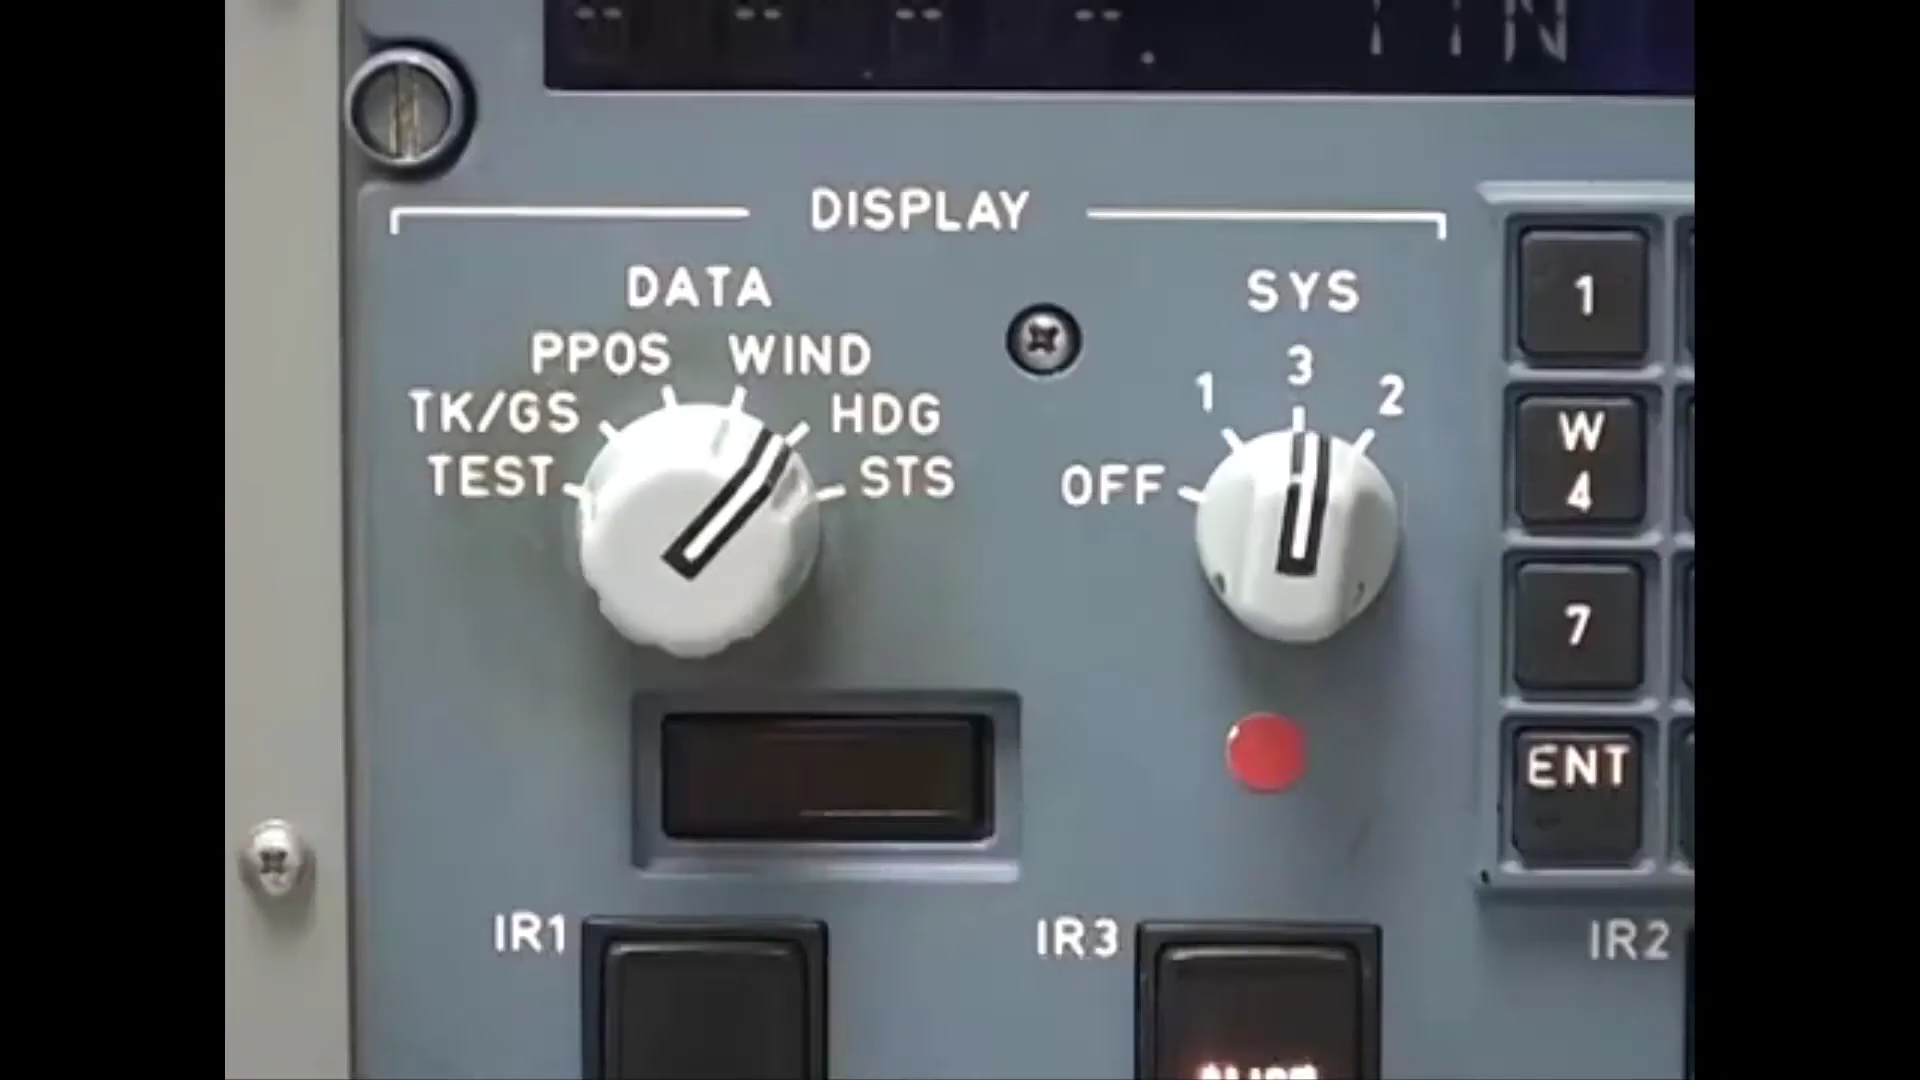 DISPLAY
DATA
SYS
PPOS
WIND
TK/GS
HDG
TEST
STS
1
3
2
OFF
1
W
4
7
ENT
IR1
IR3
IR2